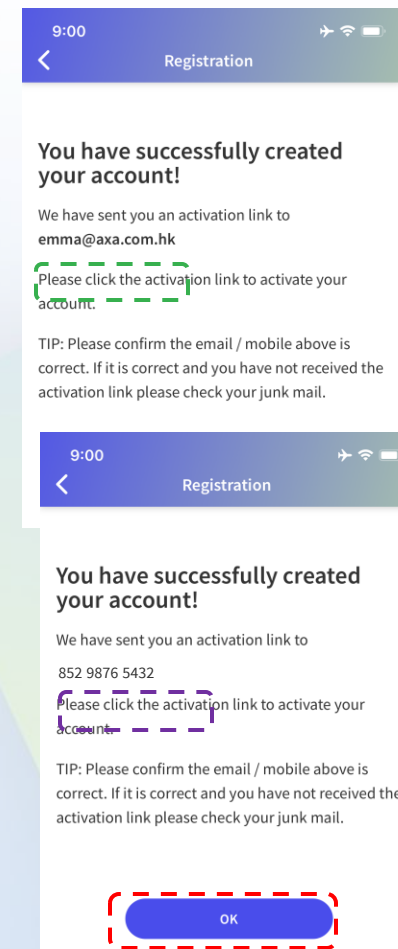 9:00
Registration
You have successfully created
your account!
We have sent you an activation link to
emma@axa.com.hk
Please click the activation link to activate your
account.
TIP: Please confirm the email / mobile above is
correct. If it is correct and you have not received the
activation link please check your junk mail.
9:00
Registration
You have successfully created
your account!
We have sent you an activation link to
852 9876 5432
Please click the activation link to activate your
account.
TIP: Please confirm the email / mobile above is
correct. If it is correct and you have not received the
activation link please check your junk mail.
OK